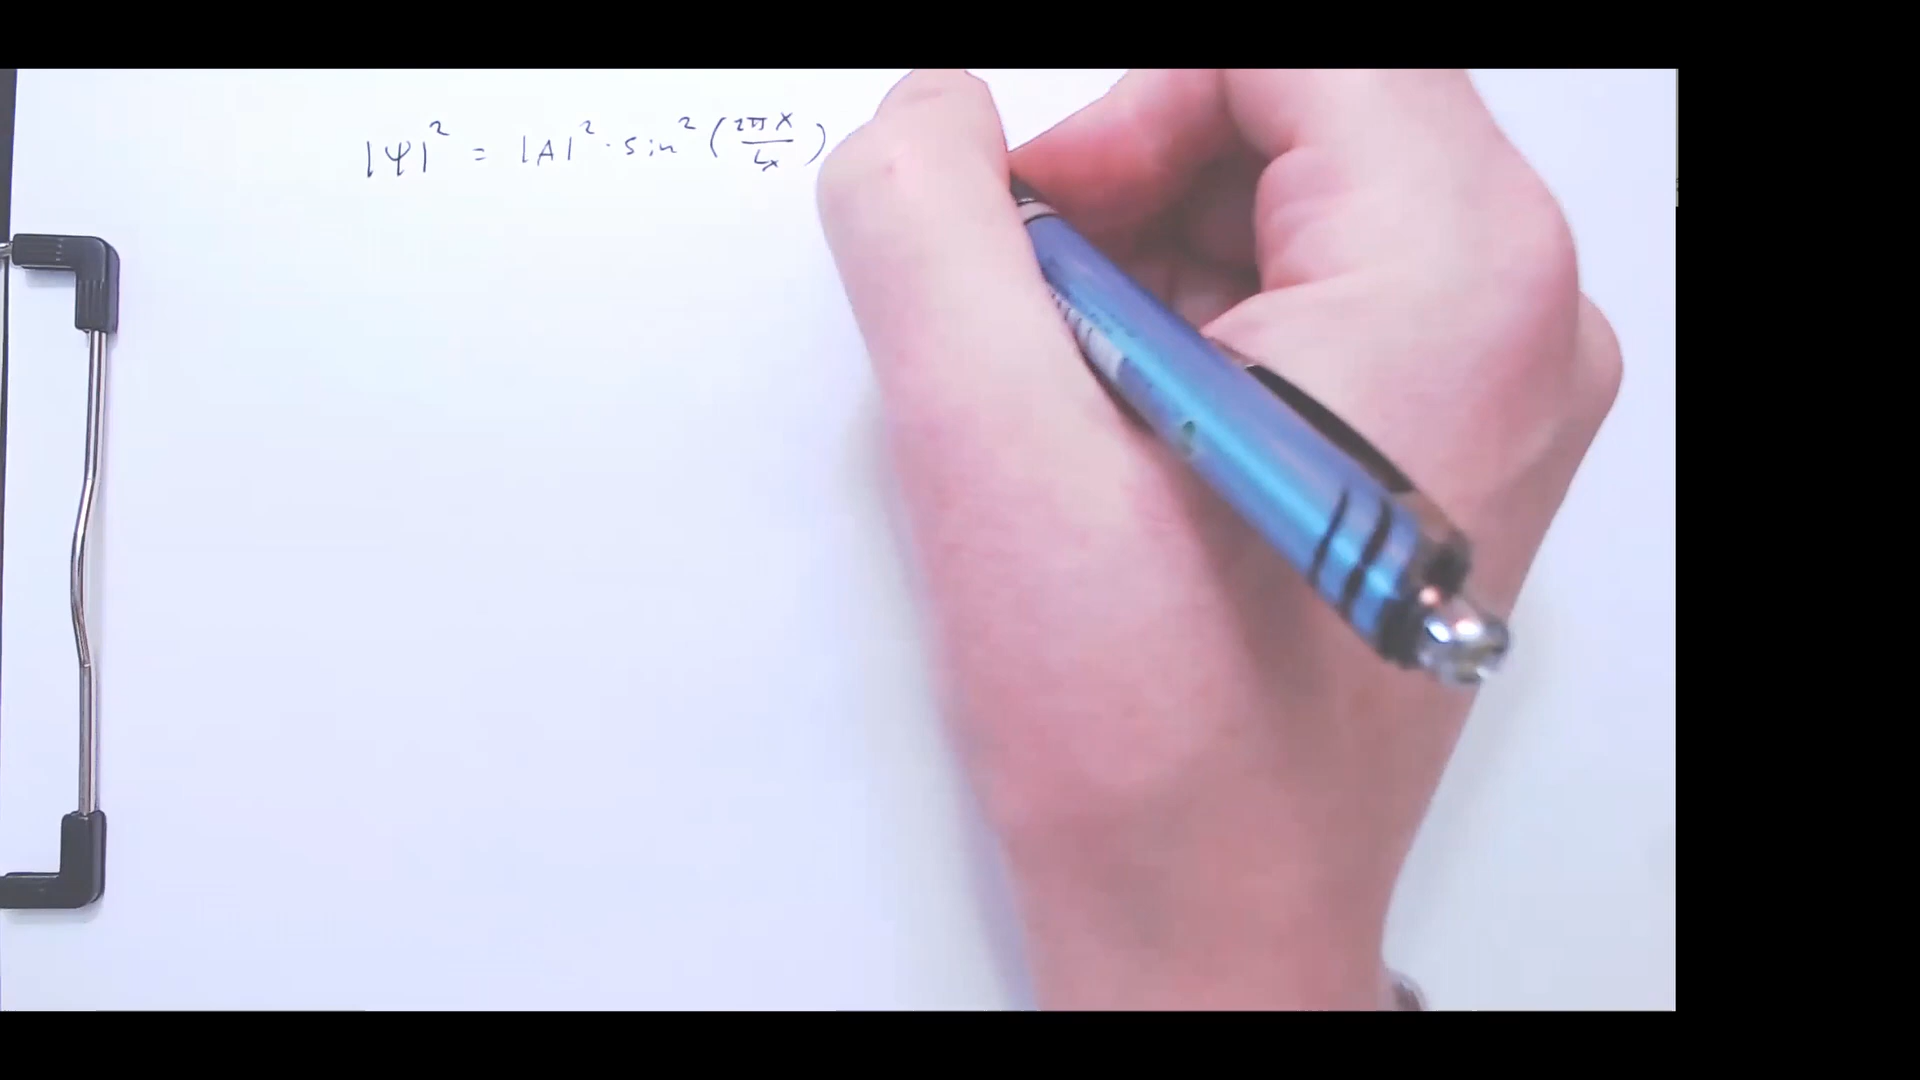 |Ψ|² = |A|² · sin² (2πx/Lx)